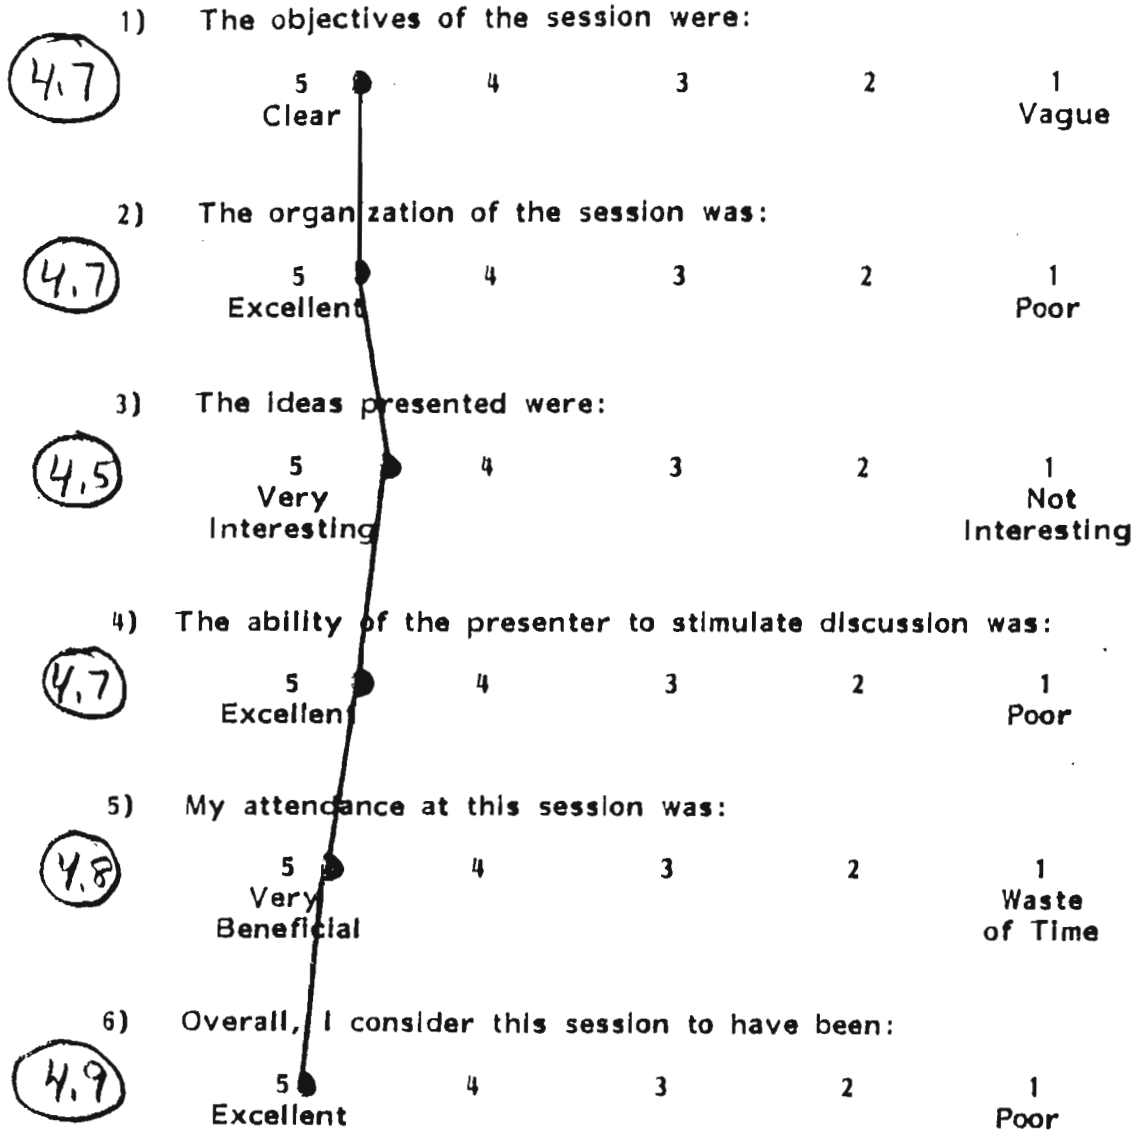 1) The objectives of the session were:
4.7
5 4 3 2 1
Clear Vague
2) The organization of the session was:
4.7
5 4 3 2 1
Excellent Poor
3) The ideas presented were:
4.5
5 4 3 2 1
Very Not
Interesting Interesting
4) The ability of the presenter to stimulate discussion was:
4.7
5 4 3 2 1
Excellent Poor
5) My attendance at this session was:
4.8
5 4 3 2 1
Very Waste
Beneficial of Time
6) Overall, I consider this session to have been:
4.9
5 4 3 2 1
Excellent Poor